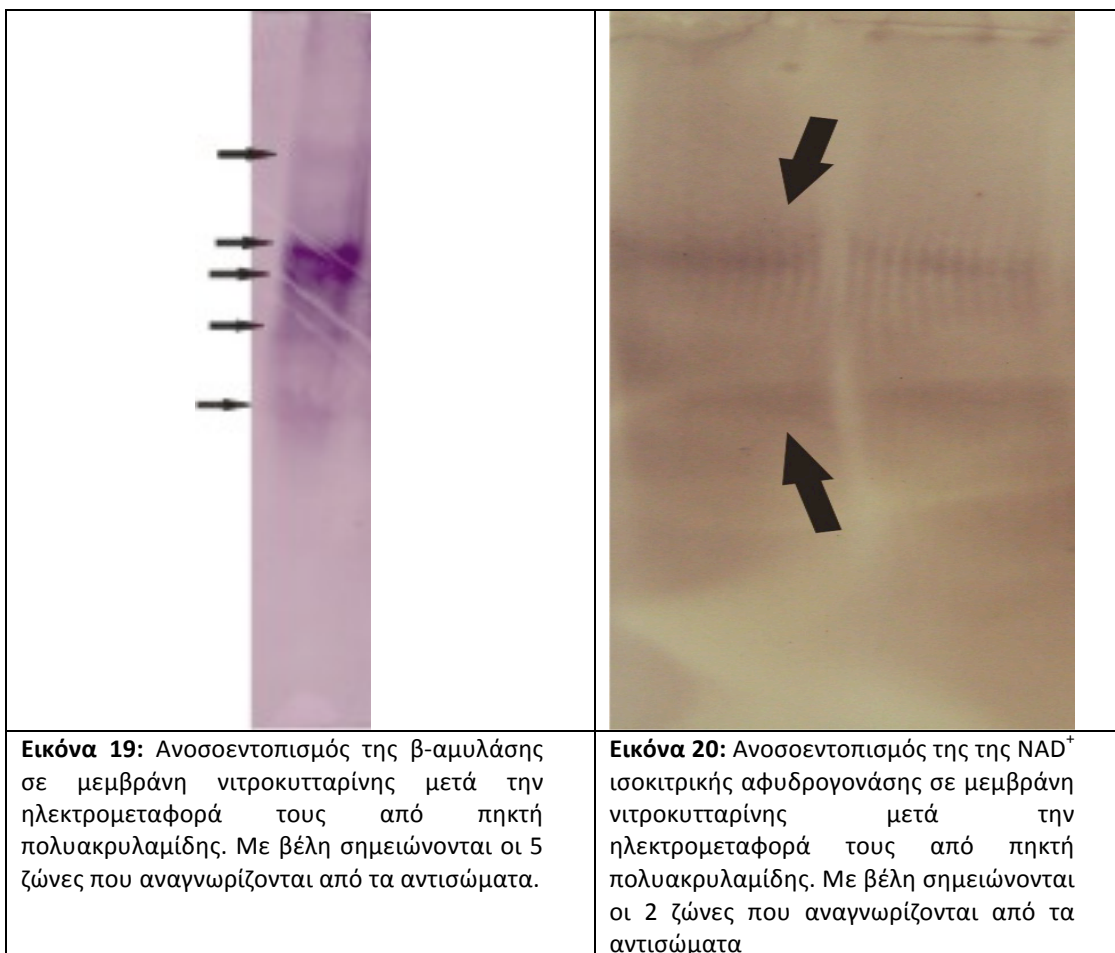 Εικόνα 19: Ανοσοεντοπισμός της β-αμυλάσης
σε μεμβράνη νιτροκυτταρίνης μετά την
ηλεκτρομεταφορά τους από πηκτή
πολυακρυλαμίδης. Με βέλη σημειώνονται οι 5
ζώνες που αναγνωρίζονται από τα αντισώματα.
Εικόνα 20: Ανοσοεντοπισμός της της NAD⁺
ισοκιτρικής αφυδρογονάσης σε μεμβράνη
νιτροκυτταρίνης μετά την
ηλεκτρομεταφορά τους από πηκτή
πολυακρυλαμίδης. Με βέλη σημειώνονται
οι 2 ζώνες που αναγνωρίζονται από τα
αντισώματα